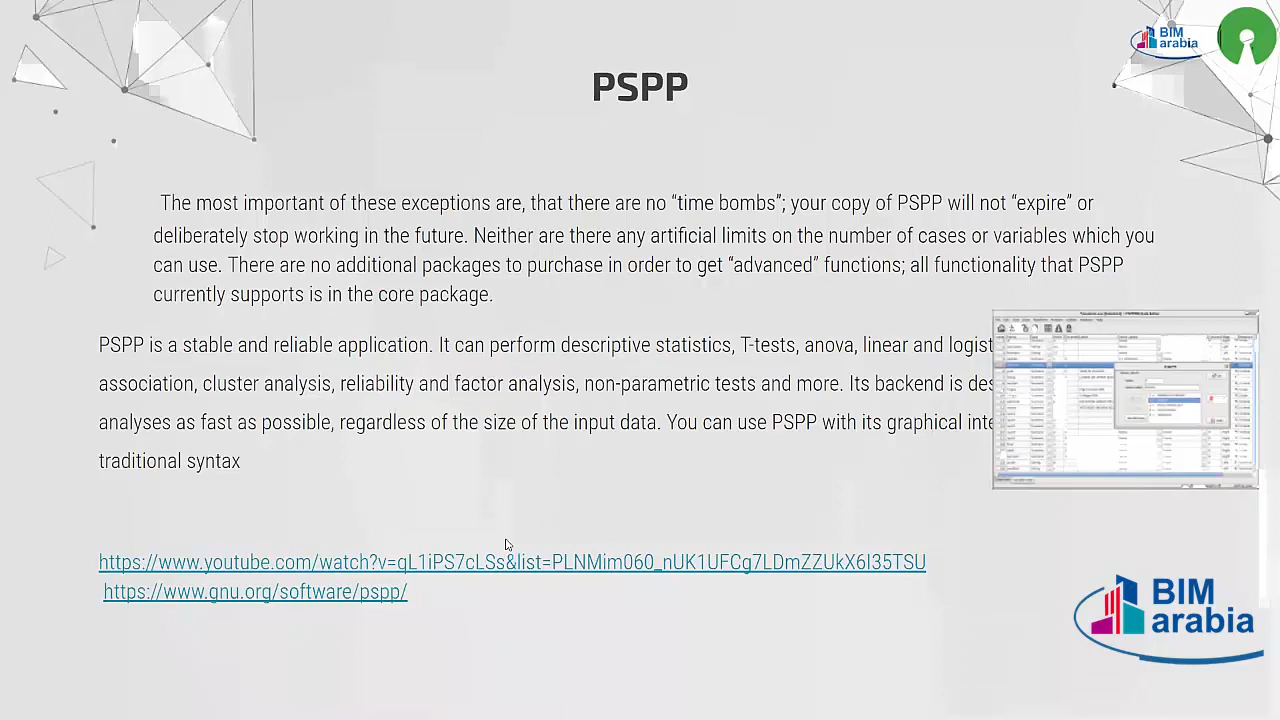 BIM
arabia
PSPP
The most important of these exceptions are, that there are no “time bombs”; your copy of PSPP will not “expire” or
deliberately stop working in the future. Neither are there any artificial limits on the number of cases or variables which you
can use. There are no additional packages to purchase in order to get “advanced” functions; all functionality that PSPP
currently supports is in the core package.
PSPP is a stable and reliable application. It can perform descriptive statistics, T-tests, anova, linear and logis
association, cluster analysis, reliability and factor analysis, non-parametric tests and more. Its backend is des
analyses as fast as possible, regardless of the size of the input data. You can use PSPP with its graphical inte
traditional syntax
https://www.youtube.com/watch?v=qL1iPS7cLSs&list=PLNMim060_nUK1UFCg7LDmZZUkX6I35TSU
https://www.gnu.org/software/pspp/
BIM
arabia